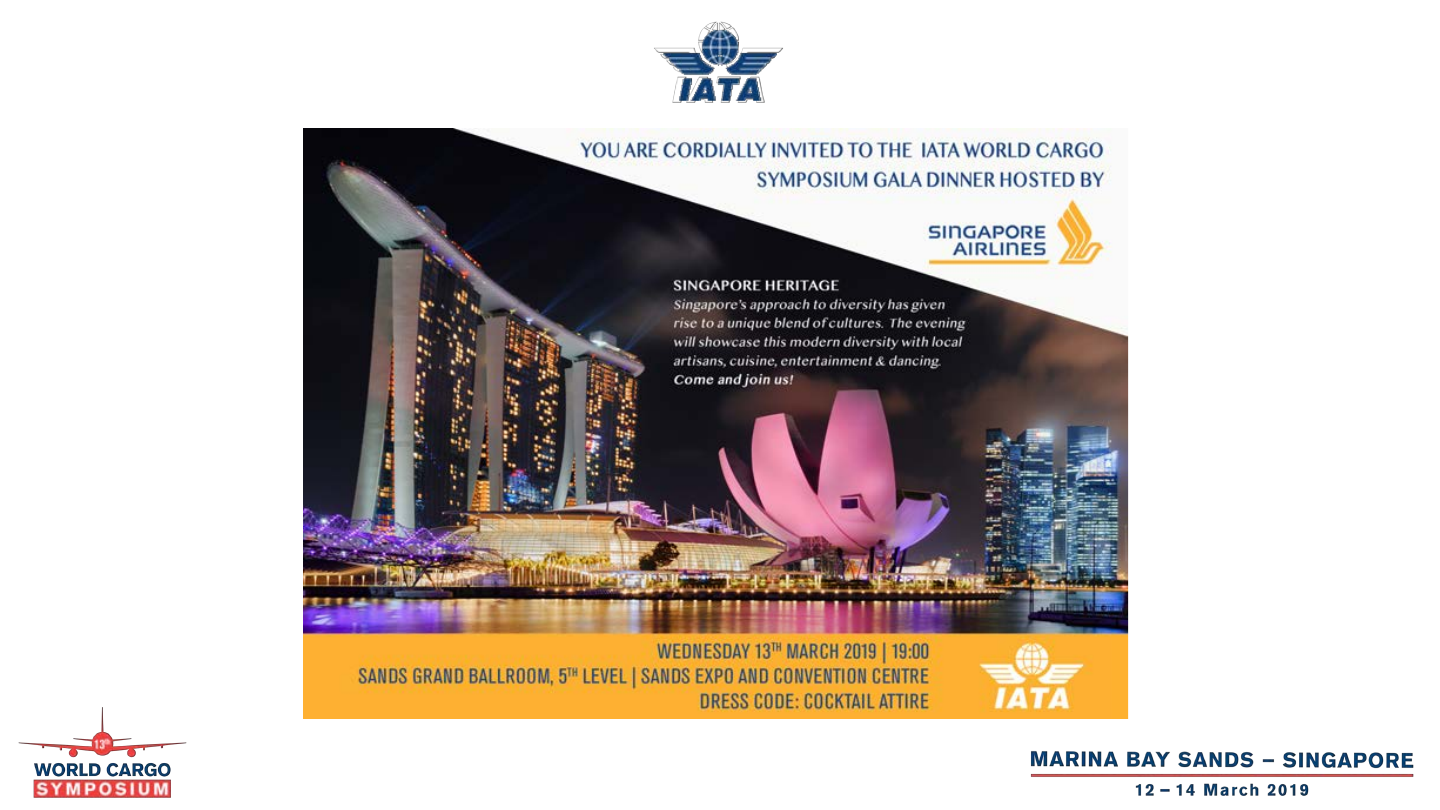 IATA
YOU ARE CORDIALLY INVITED TO THE IATA WORLD CARGO
SYMPOSIUM GALA DINNER HOSTED BY
SINGAPORE
AIRLINES
SINGAPORE HERITAGE
Singapore's approach to diversity has given
rise to a unique blend of cultures. The evening
will showcase this modern diversity with local
artisans, cuisine, entertainment & dancing.
Come and join us!
WEDNESDAY 13TH MARCH 2019 | 19:00
SANDS GRAND BALLROOM, 5TH LEVEL | SANDS EXPO AND CONVENTION CENTRE
DRESS CODE: COCKTAIL ATTIRE
IATA
13th
WORLD CARGO
SYMPOSIUM
MARINA BAY SANDS – SINGAPORE
12 – 14 March 2019